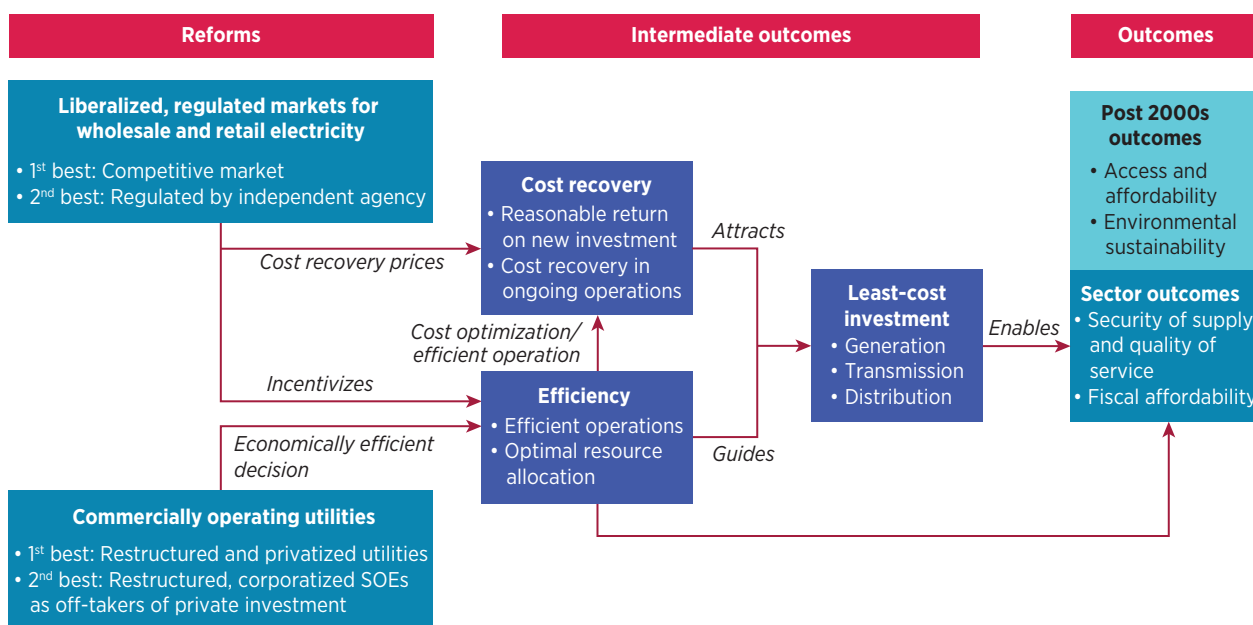 Reforms
Intermediate outcomes
Outcomes
Liberalized, regulated markets for
wholesale and retail electricity
• 1st best: Competitive market
• 2nd best: Regulated by independent agency
Cost recovery prices
Incentivizes
Economically efficient
decision
Commercially operating utilities
• 1st best: Restructured and privatized utilities
• 2nd best: Restructured, corporatized SOEs
as off-takers of private investment
Cost recovery
• Reasonable return
on new investment
• Cost recovery in
ongoing operations
Cost optimization/
efficient operation
Efficiency
• Efficient operations
• Optimal resource
allocation
Attracts
Guides
Least-cost
investment
• Generation
• Transmission
• Distribution
Enables
Post 2000s
outcomes
• Access and
affordability
• Environmental
sustainability
Sector outcomes
• Security of supply
and quality of
service
• Fiscal affordability